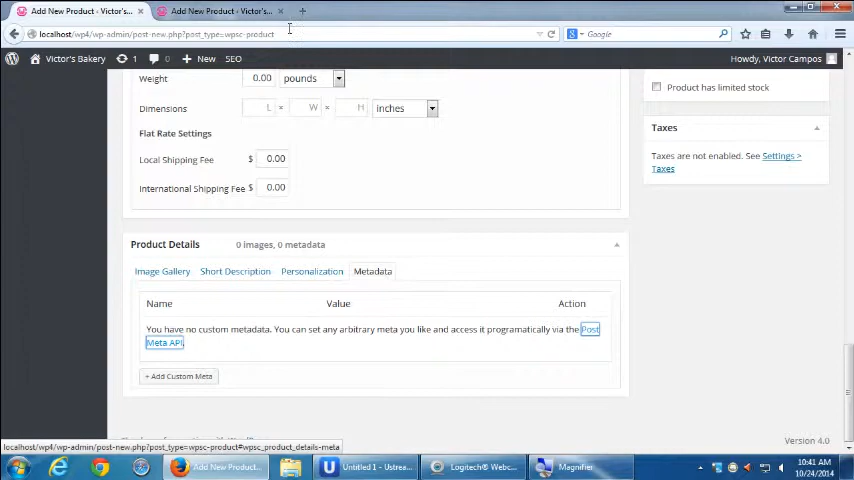 Add New Product - Victor's...
Add New Product - Victor's...
localhost/wp4/wp-admin/post-new.php?post_type=wpsc-product
Google
Victor's Bakery
1
0
New
SEO
Howdy, Victor Campos
Weight
0.00
pounds
Product has limited stock
Dimensions
L × W × H
inches
Taxes
Flat Rate Settings
Taxes are not enabled. See Settings >
Taxes
Local Shipping Fee
$ 0.00
International Shipping Fee
$ 0.00
Product Details
0 images, 0 metadata
Image Gallery
Short Description
Personalization
Metadata
Name
Value
Action
You have no custom metadata. You can set any arbitrary meta you like and access it programatically via the Post
Meta API.
+ Add Custom Meta
Version 4.0
localhost/wp4/wp-admin/post-new.php?post_type=wpsc-product#wpsc_product_details-meta
Add New Product...
Untitled 1 - Ustrea...
Logitech® Webc...
Magnifier
10:41 AM
10/24/2014